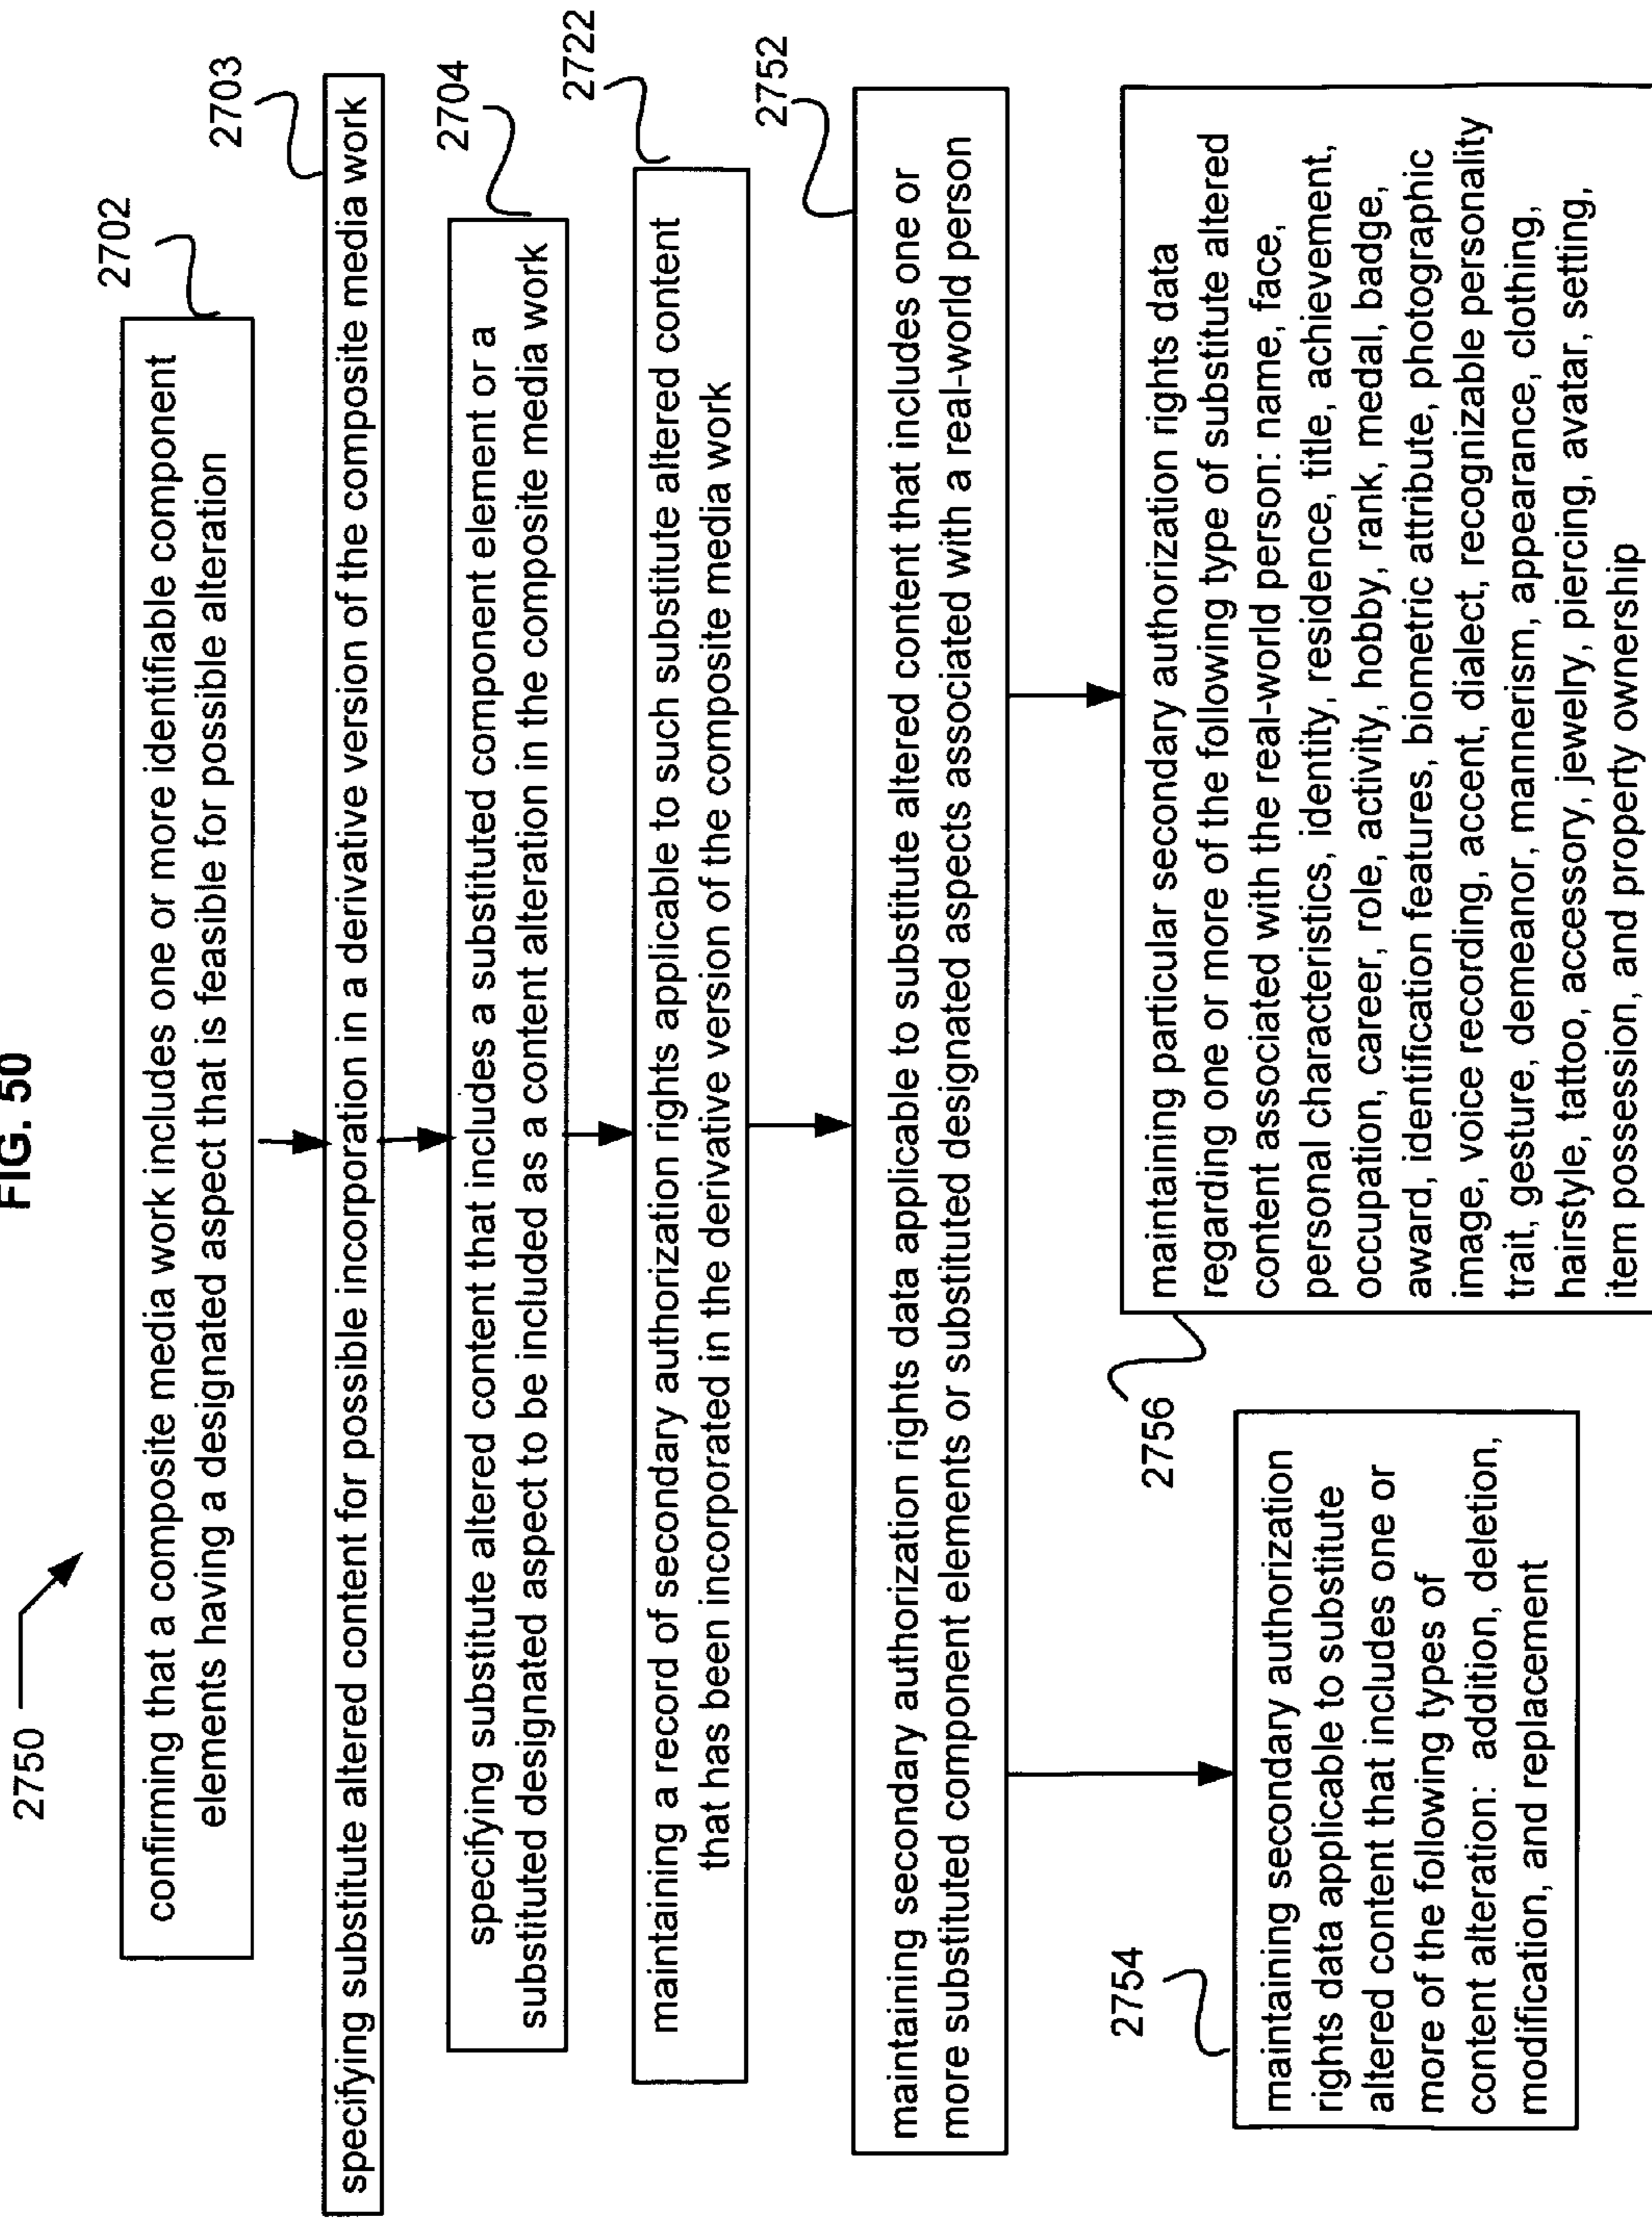 FIG. 50
2750
2702
confirming that a composite media work includes one or more identifiable component
elements having a designated aspect that is feasible for possible alteration
2703
specifying substitute altered content for possible incorporation in a derivative version of the composite media work
2704
specifying substitute altered content that includes a substituted component element or a
substituted designated aspect to be included as a content alteration in the composite media work
2722
maintaining a record of secondary authorization rights applicable to such substitute altered content
that has been incorporated in the derivative version of the composite media work
2752
maintaining secondary authorization rights data applicable to substitute altered content that includes one or
more substituted component elements or substituted designated aspects associated with a real-world person
2754
maintaining secondary authorization
rights data applicable to substitute
altered content that includes one or
more of the following types of
content alteration: addition, deletion,
modification, and replacement
2756
maintaining particular secondary authorization rights data
regarding one or more of the following type of substitute altered
content associated with the real-world person: name, face,
personal characteristics, identity, residence, title, achievement,
occupation, career, role, activity, hobby, rank, medal, badge,
award, identification features, biometric attribute, photographic
image, voice recording, accent, dialect, recognizable personality
trait, gesture, demeanor, mannerism, appearance, clothing,
hairstyle, tattoo, accessory, jewelry, piercing, avatar, setting,
item possession, and property ownership